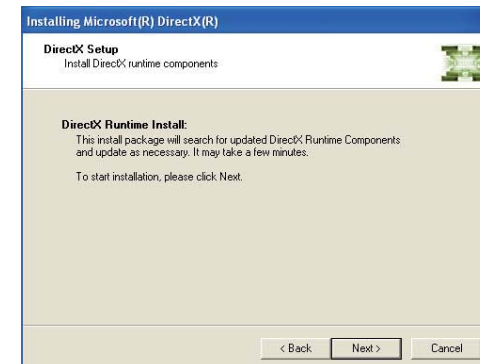 Installing Microsoft(R) DirectX(R)
DirectX Setup
Install DirectX runtime components
DirectX Runtime Install:
This install package will search for updated DirectX Runtime Components
and update as necessary. It may take a few minutes.
To start installation, please click Next.
< Back Next > Cancel